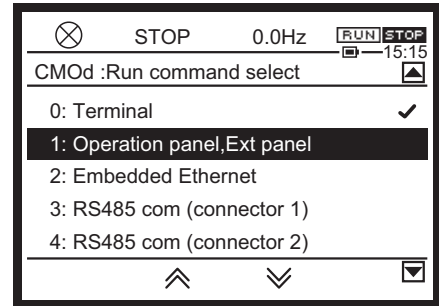 STOP 0.0Hz RUN STOP
15:15
CMOd :Run command select
0: Terminal
1: Operation panel,Ext panel
2: Embedded Ethernet
3: RS485 com (connector 1)
4: RS485 com (connector 2)